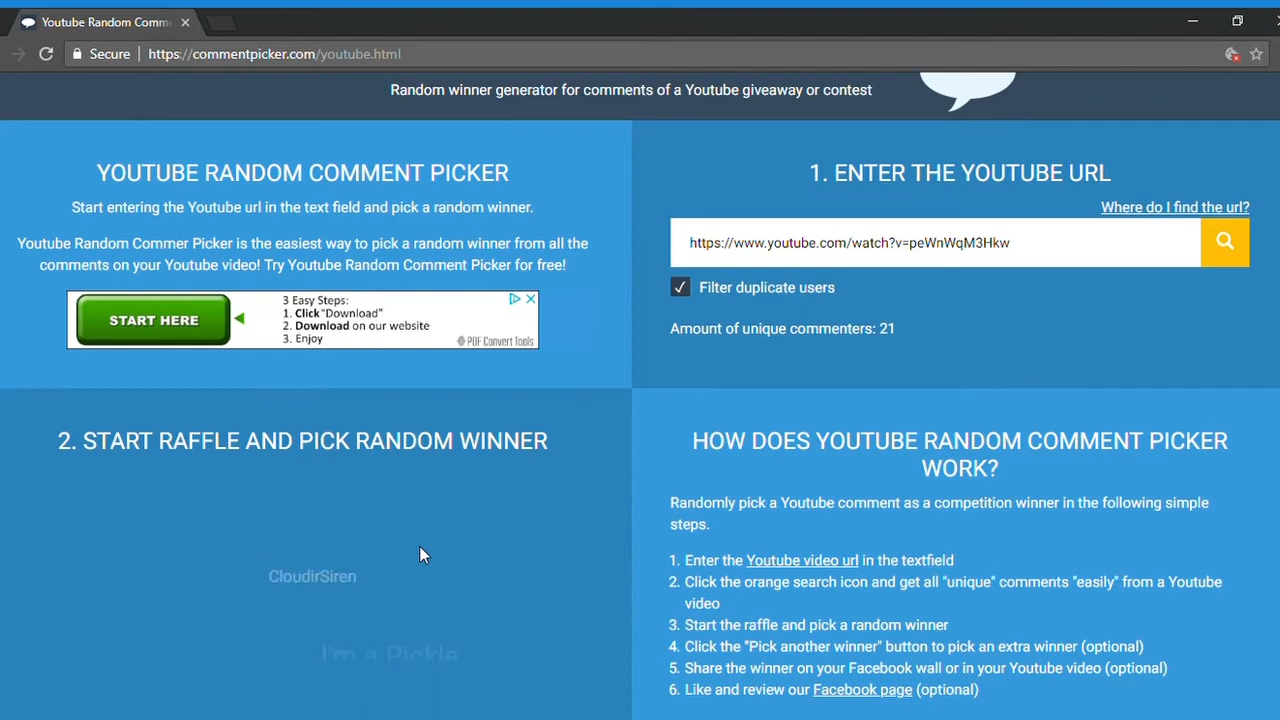 Youtube Random Comm
Secure
https://commentpicker.com/youtube.html
Random winner generator for comments of a Youtube giveaway or contest
YOUTUBE RANDOM COMMENT PICKER
Start entering the Youtube url in the text field and pick a random winner.
Youtube Random Commer Picker is the easiest way to pick a random winner from all the
comments on your Youtube video! Try Youtube Random Comment Picker for free!
START HERE
3 Easy Steps:
1. Click "Download"
2. Download on our website
3. Enjoy
PDF Convert Tools
1. ENTER THE YOUTUBE URL
Where do I find the url?
https://www.youtube.com/watch?v=peWnWqM3Hkw
Filter duplicate users
Amount of unique commenters: 21
2. START RAFFLE AND PICK RANDOM WINNER
CloudirSiren
I'm a Pickle
HOW DOES YOUTUBE RANDOM COMMENT PICKER
WORK?
Randomly pick a Youtube comment as a competition winner in the following simple
steps.
1. Enter the Youtube video url in the textfield
2. Click the orange search icon and get all "unique" comments "easily" from a Youtube
video
3. Start the raffle and pick a random winner
4. Click the "Pick another winner" button to pick an extra winner (optional)
5. Share the winner on your Facebook wall or in your Youtube video (optional)
6. Like and review our Facebook page (optional)